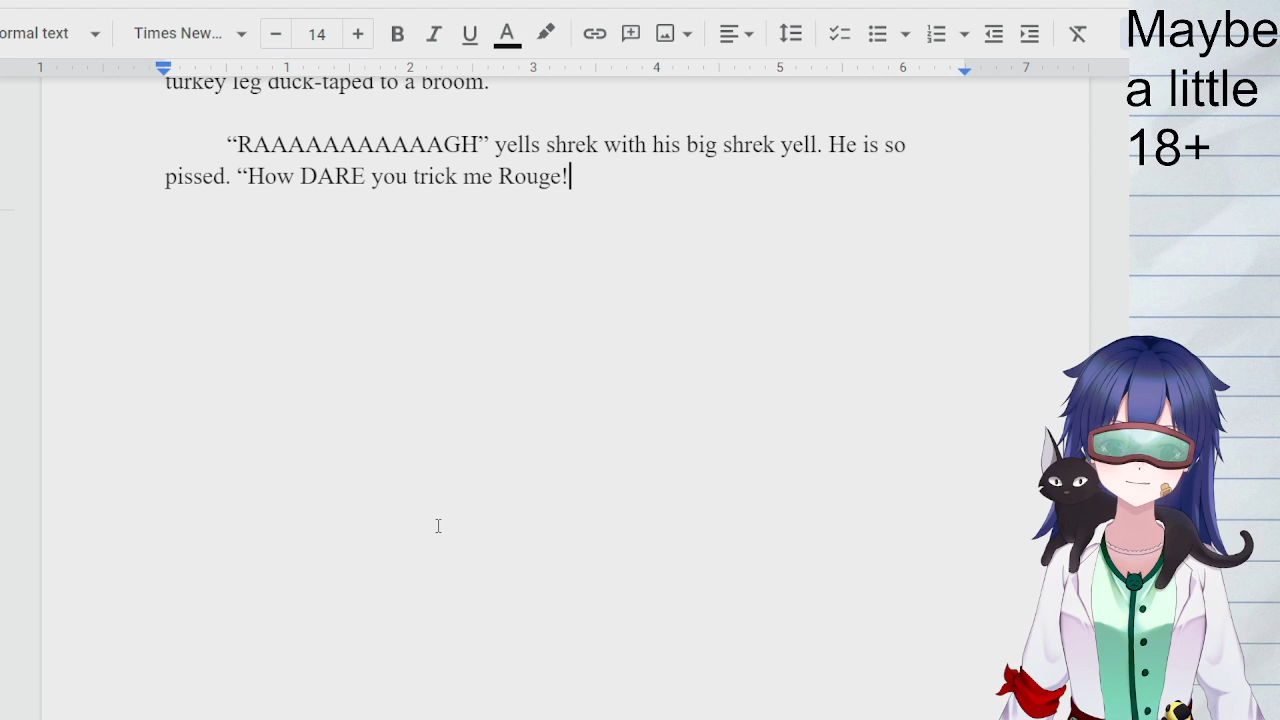 ormal text
Times New...
14
B I U A
1 1 2 3 4 5 6 7
Maybe
a little
18+
turkey leg duck-taped to a broom.
“RAAAAAAAAAAAGH” yells shrek with his big shrek yell. He is so
pissed. “How DARE you trick me Rouge!